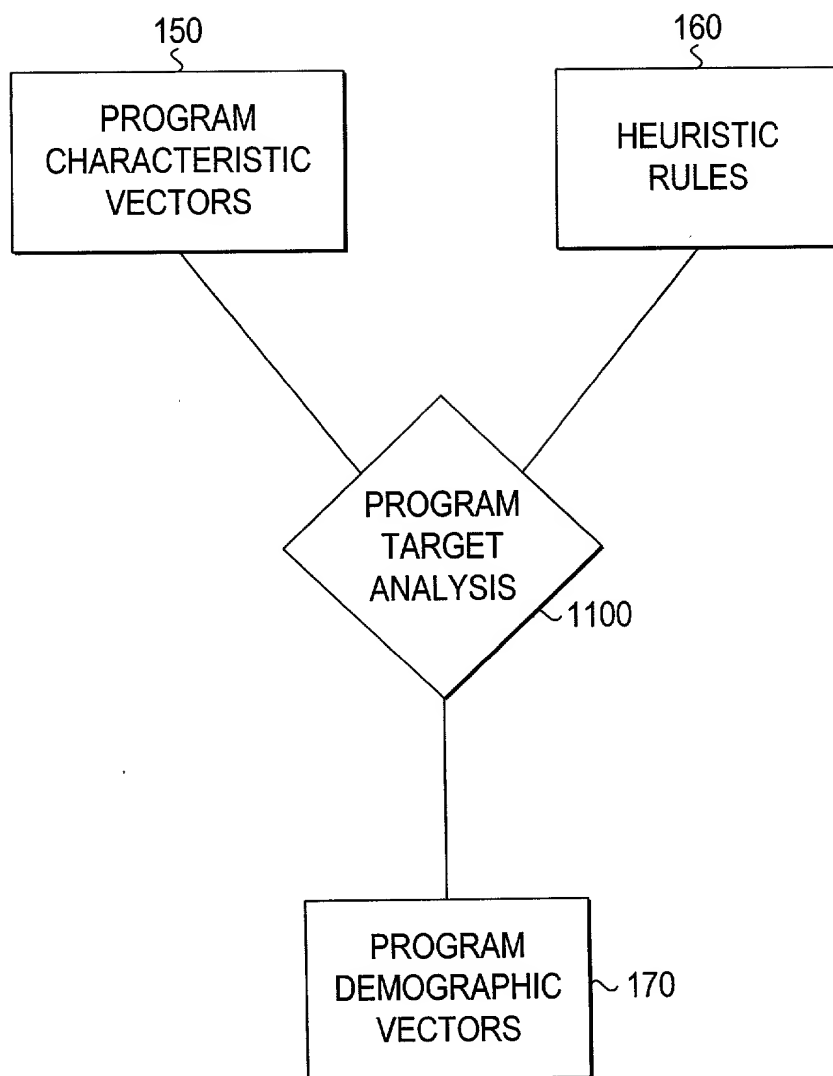 150
PROGRAM
CHARACTERISTIC
VECTORS
160
HEURISTIC
RULES
PROGRAM
TARGET
ANALYSIS
1100
PROGRAM
DEMOGRAPHIC
VECTORS
170